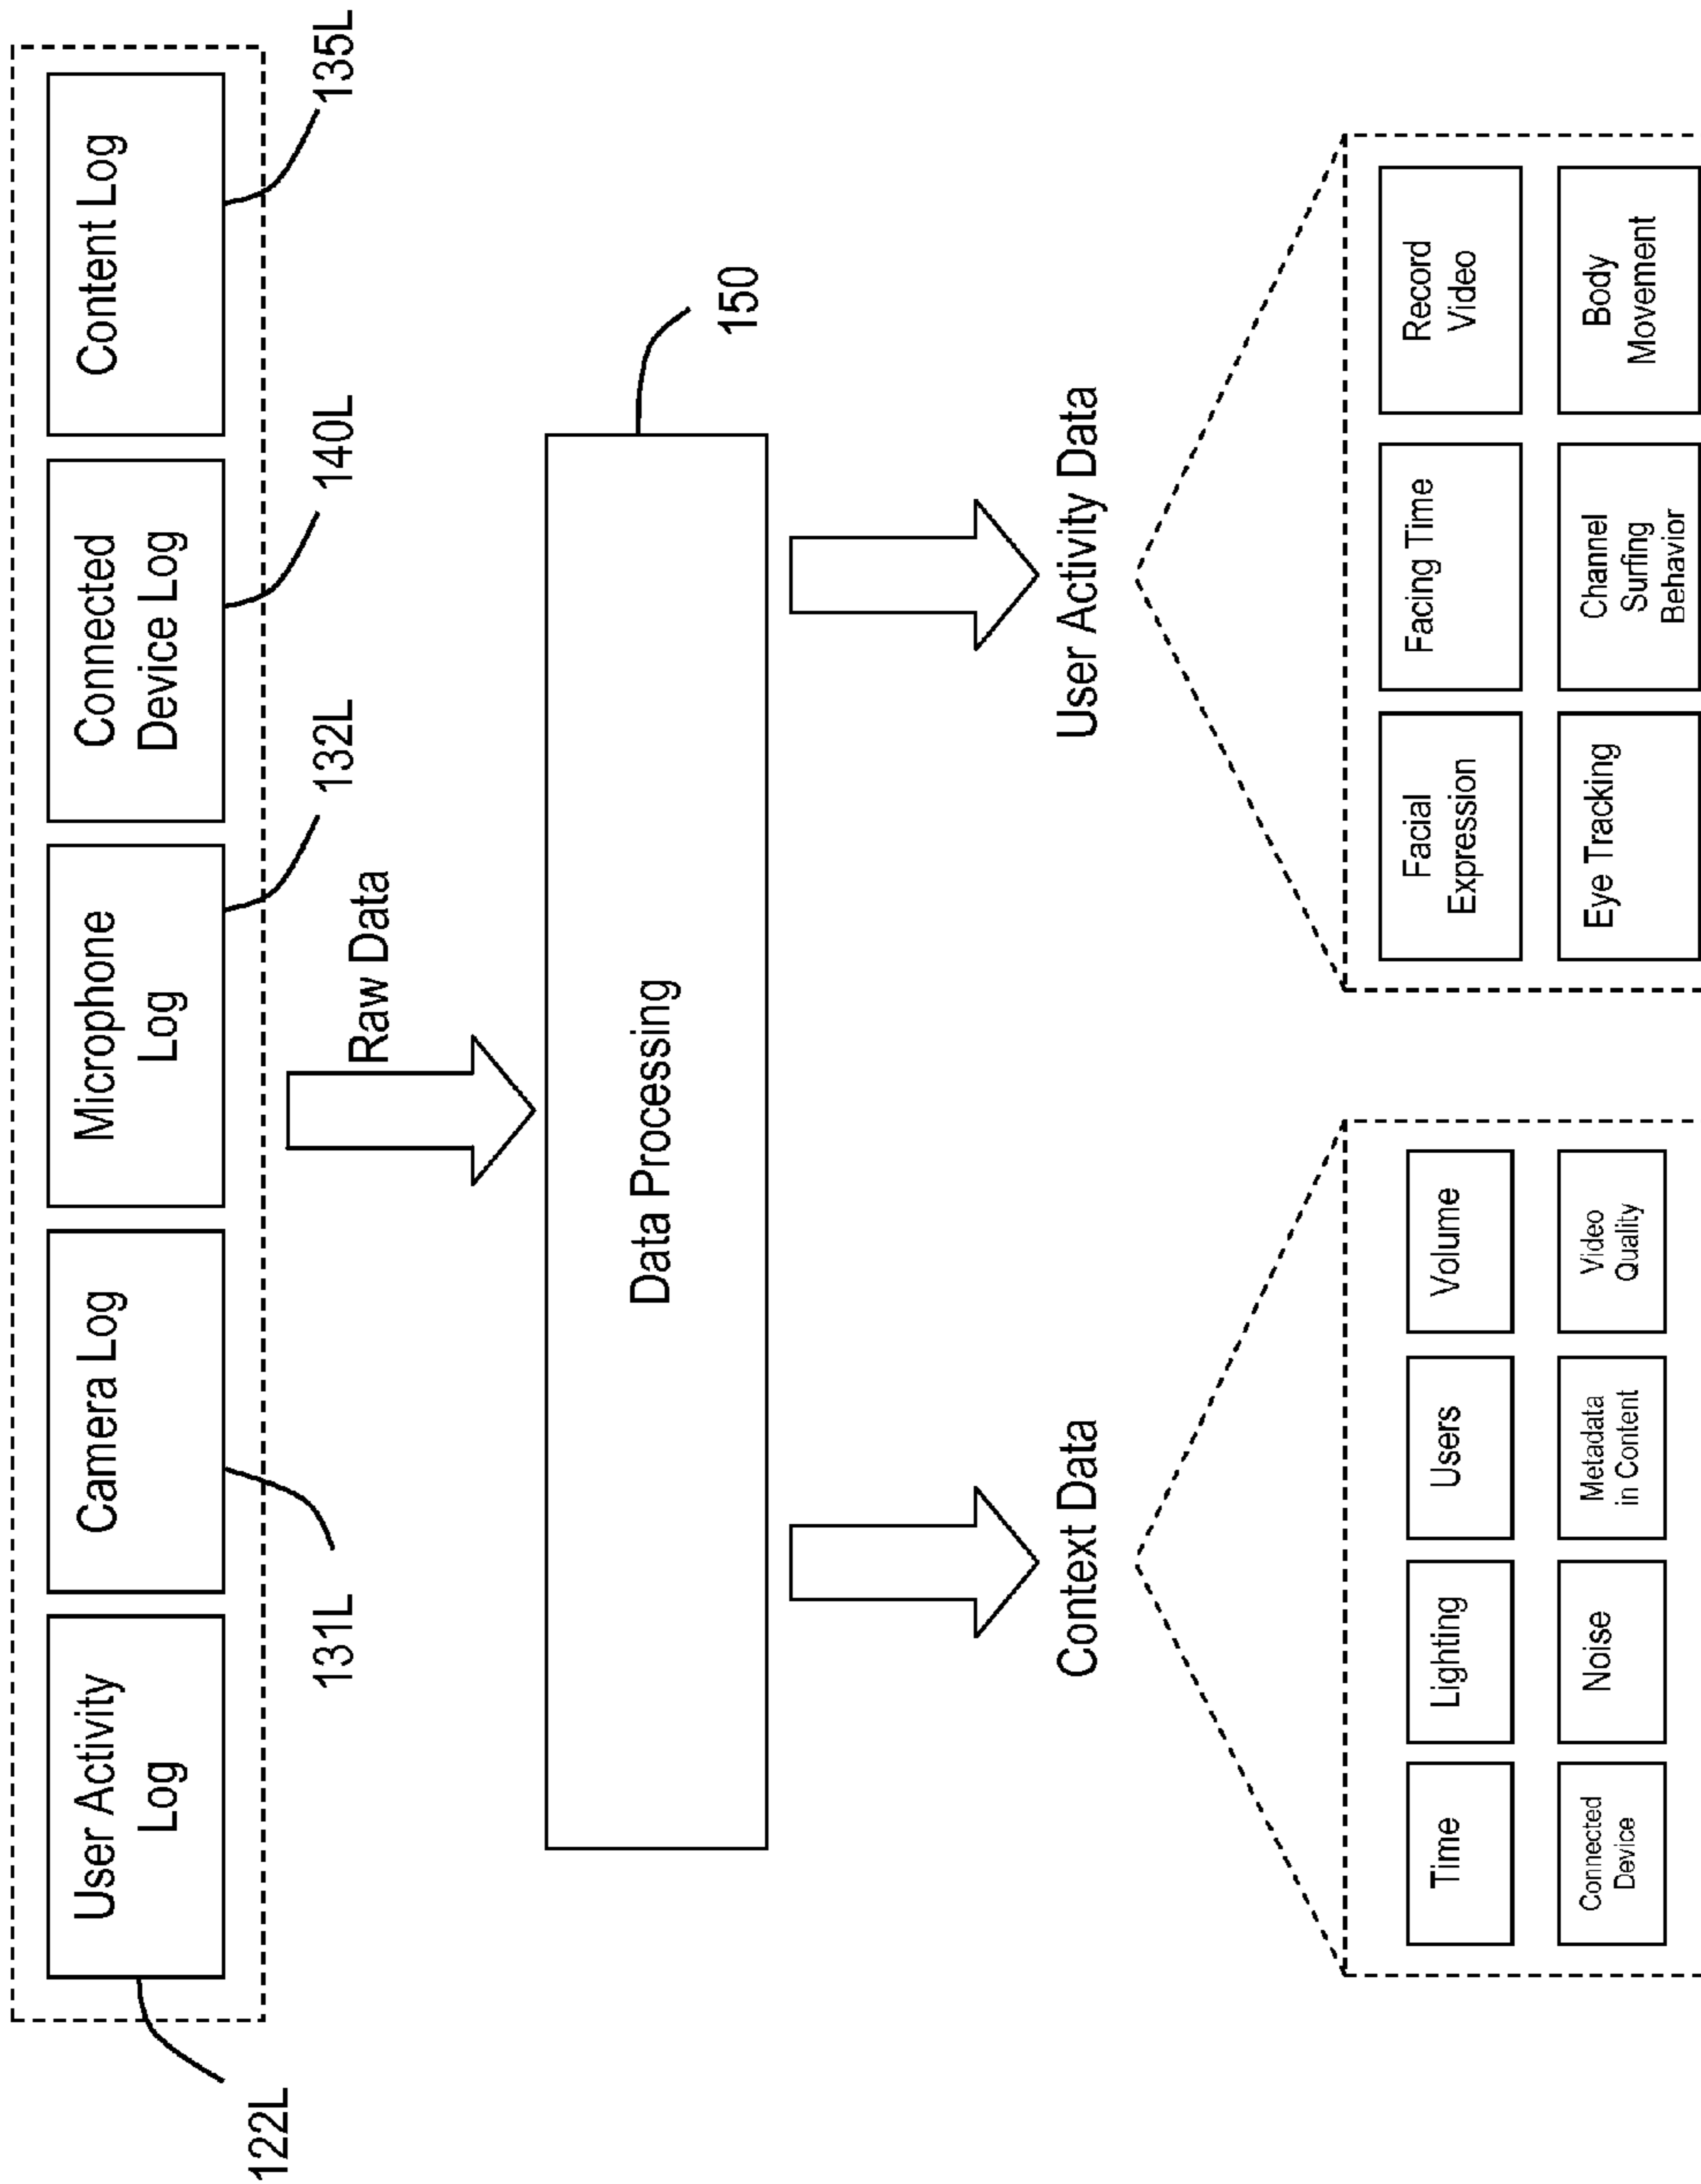 User Activity
Log
Camera Log
Microphone
Log
Connected
Device Log
Content Log
122L
131L
132L
140L
135L
Raw Data
Data Processing
150
Context Data
User Activity Data
Time
Lighting
Users
Volume
Connected
Device
Noise
Metadata
in Content
Video
Quality
Facial
Expression
Facing Time
Record
Video
Eye Tracking
Channel
Surfing
Behavior
Body
Movement